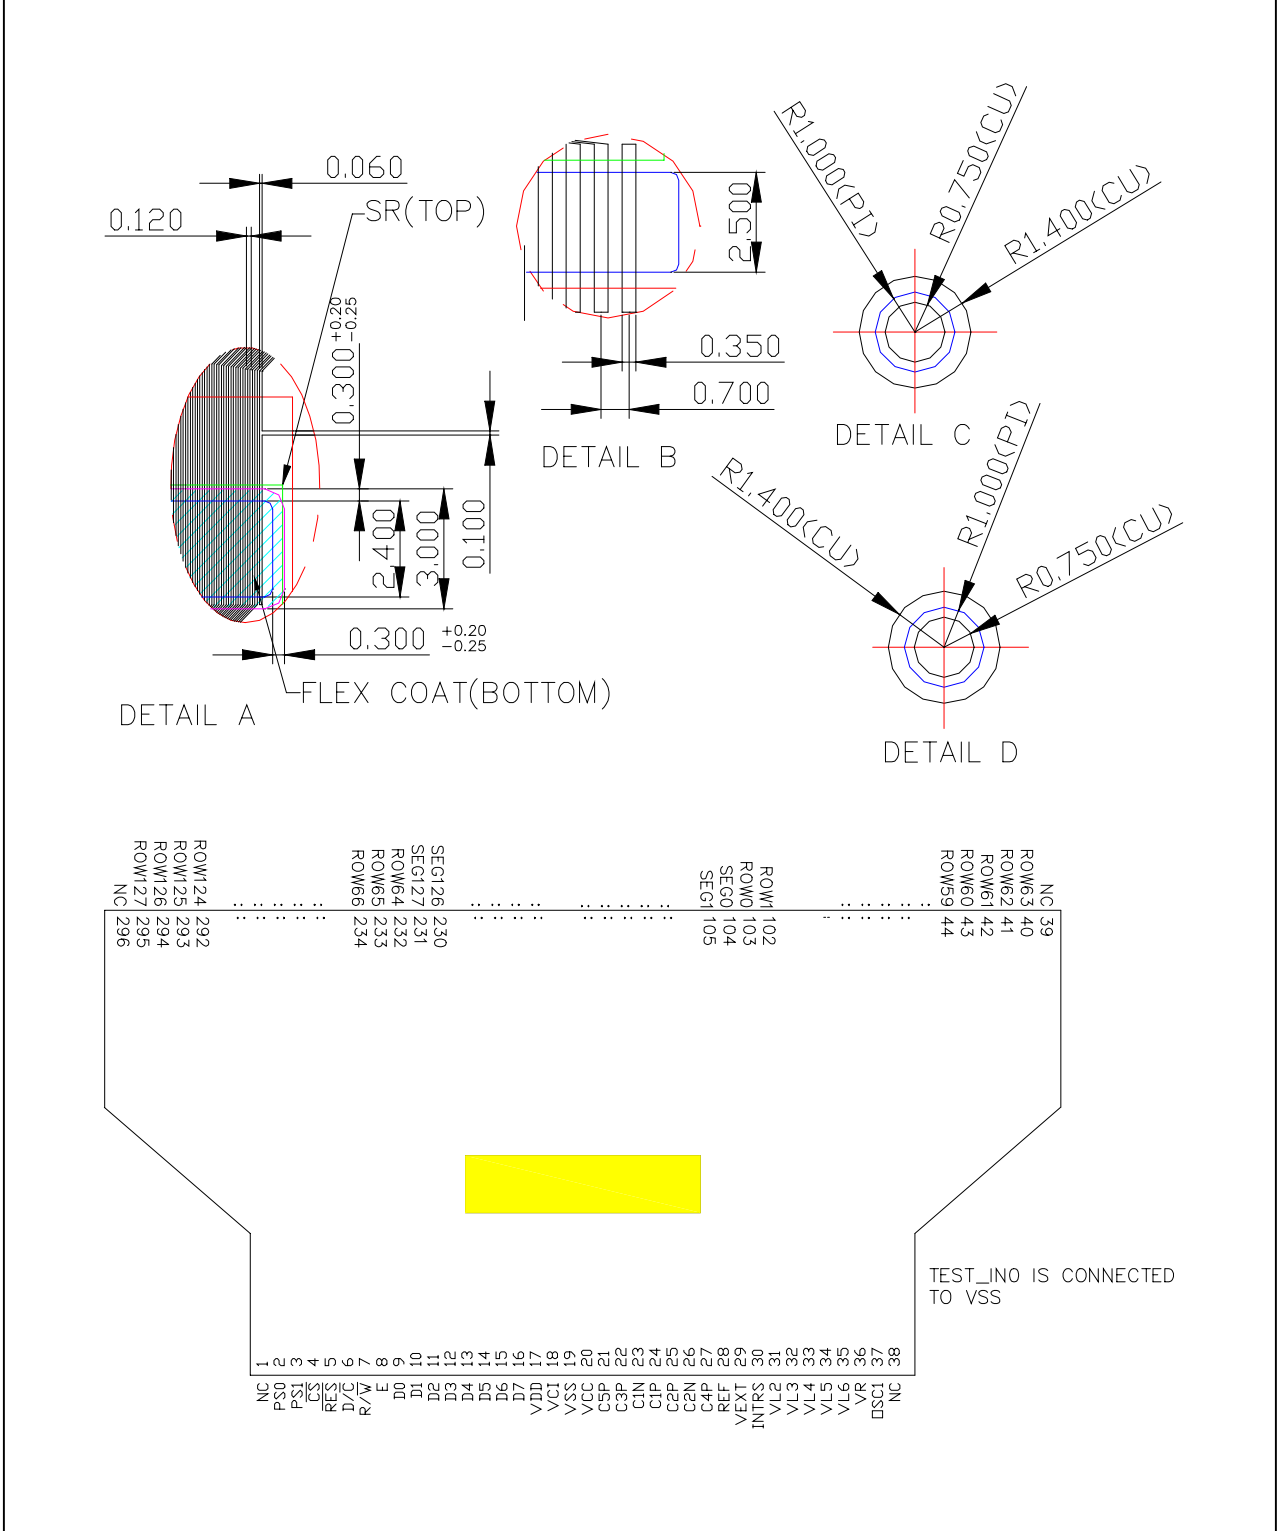 0.060
0.120
SR(TOP)
0.300 +0.20 -0.25
2.400
3.000
0.100
0.300 +0.20 -0.25
FLEX COAT(BOTTOM)
DETAIL A
2.500
0.350
0.700
DETAIL B
R1.000(PI)
R0.750(CU)
R1.400(CU)
DETAIL C
R1.400(CU)
R1.000(PI)
R0.750(CU)
DETAIL D
NC 296
ROW127 295
ROW126 294
ROW125 293
ROW124 292
ROW66 234
ROW65 233
ROW64 232
SEG127 231
SEG126 230
SEG1 105
SEG0 104
ROW0 103
ROW1 102
ROW59 44
ROW60 43
ROW61 42
ROW62 41
ROW63 40
NC 39
TEST_IN0 IS CONNECTED
TO VSS
NC 1
PS0 2
PS1 3
CS 4
RES 5
D/C 6
R/W 7
E 8
D0 9
D1 10
D2 11
D3 12
D4 13
D5 14
D6 15
D7 16
VDD 17
VCI 18
VSS 19
VCC 20
C5P 21
C3P 22
C1N 23
C1P 24
C2P 25
C2N 26
C4P 27
REF 28
VEXT 29
INTRS 30
VL2 31
VL3 32
VL4 33
VL5 34
VL6 35
VR 36
OSC1 37
NC 38